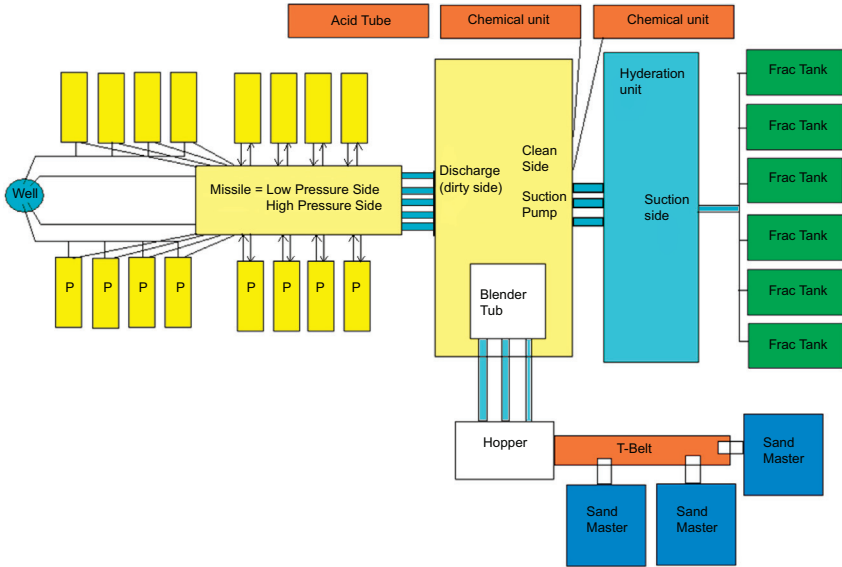 Acid Tube
Chemical unit
Chemical unit
Hyderation
unit
Frac Tank
Frac Tank
Frac Tank
Frac Tank
Frac Tank
Frac Tank
Clean
Side
Discharge
(dirty side)
Suction
Pump
Suction
side
Well
Missile = Low Pressure Side
High Pressure Side
P
P
P
P
P
P
P
P
Blender
Tub
Hopper
T-Belt
Sand
Master
Sand
Master
Sand
Master